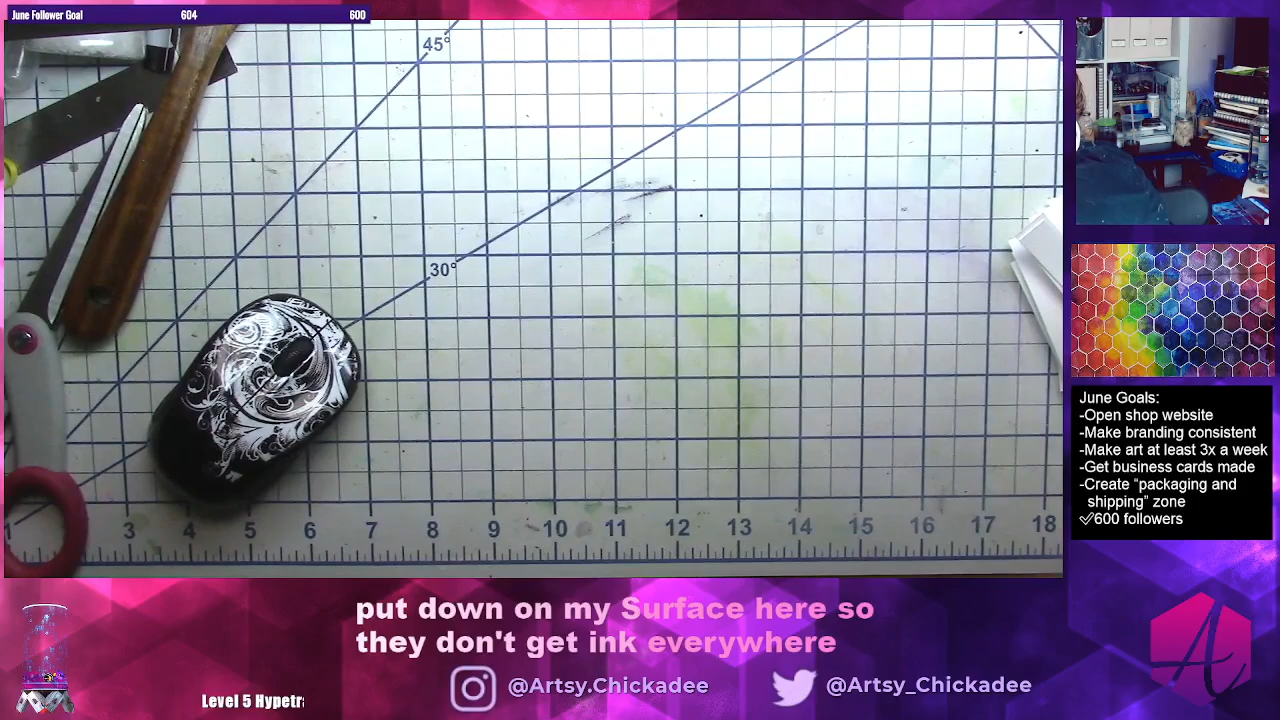 June Follower Goal 604 600
45°
30°
1 3 4 5 6 7 8 9 10 11 12 13 14 15 16 17 18
June Goals:
-Open shop website
-Make branding consistent
-Make art at least 3x a week
-Get business cards made
-Create "packaging and
shipping" zone
✓600 followers
put down on my Surface here so
they don't get ink everywhere
@Artsy.Chickadee
@Artsy_Chickadee
Level 5 Hypetr
A